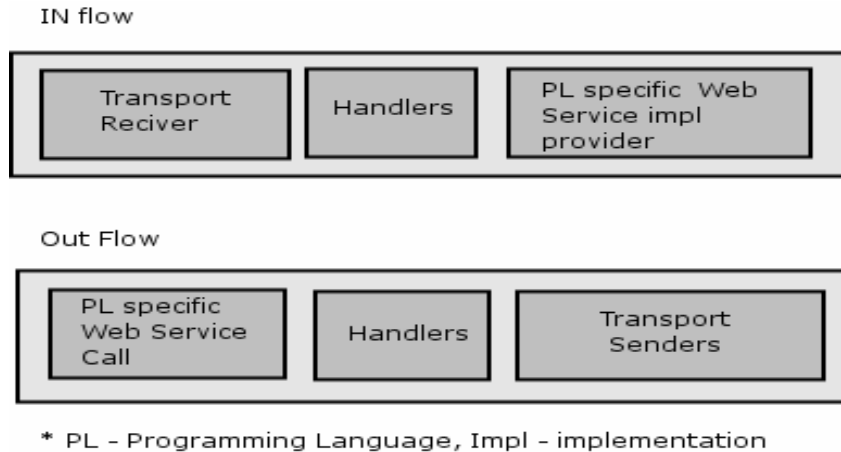 IN flow
Transport
Reciver
Handlers
PL specific Web
Service impl
provider
Out Flow
PL specific
Web Service
Call
Handlers
Transport
Senders
* PL - Programming Language, Impl - implementation